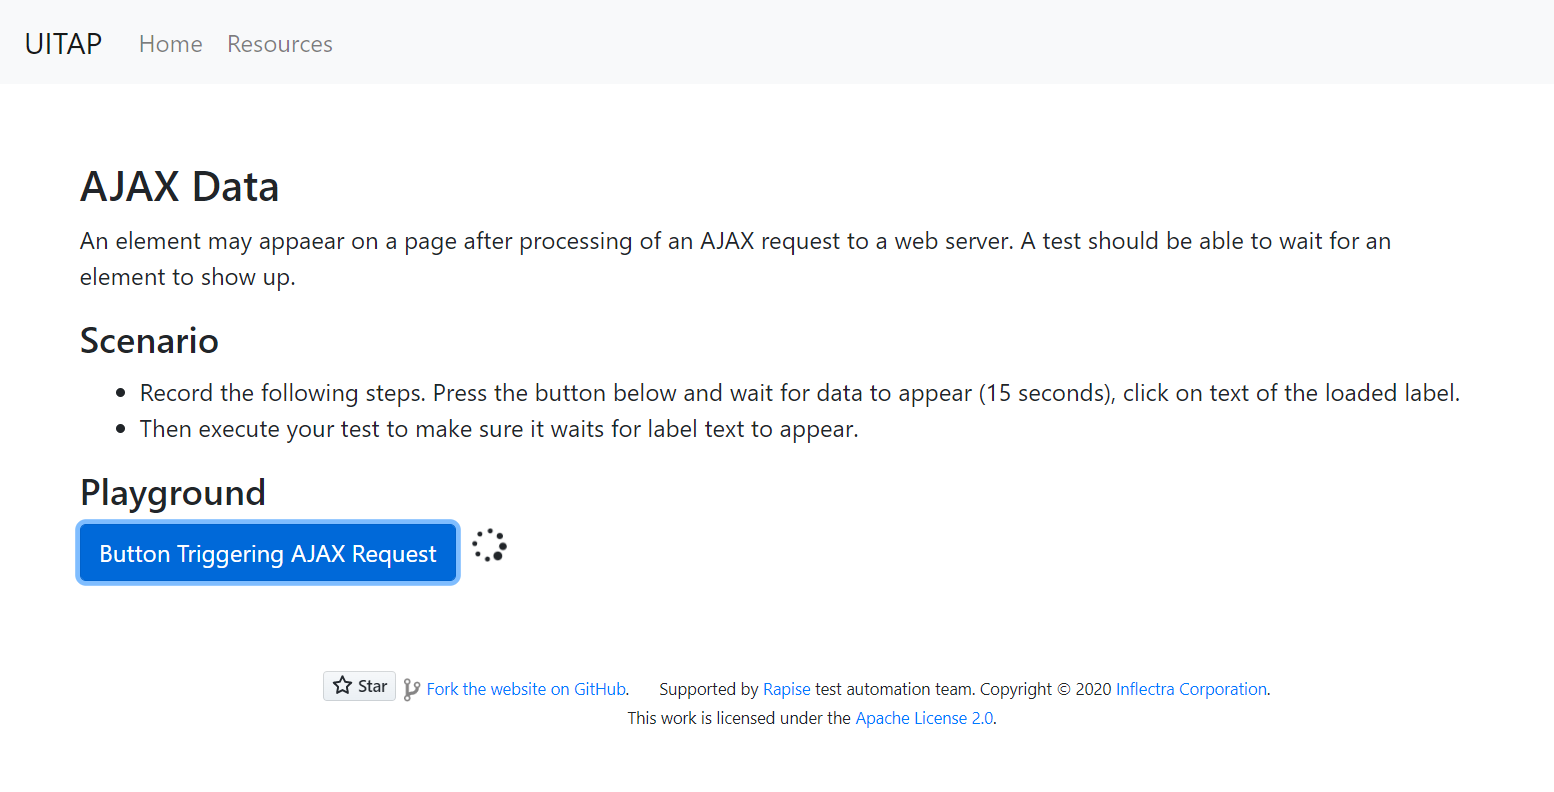 UITAP Home Resources
AJAX Data
An element may appaear on a page after processing of an AJAX request to a web server. A test should be able to wait for an
element to show up.
Scenario
Record the following steps. Press the button below and wait for data to appear (15 seconds), click on text of the loaded label.
Then execute your test to make sure it waits for label text to appear.
Playground
Button Triggering AJAX Request
Star Fork the website on GitHub. Supported by Rapise test automation team. Copyright © 2020 Inflectra Corporation.
This work is licensed under the Apache License 2.0.